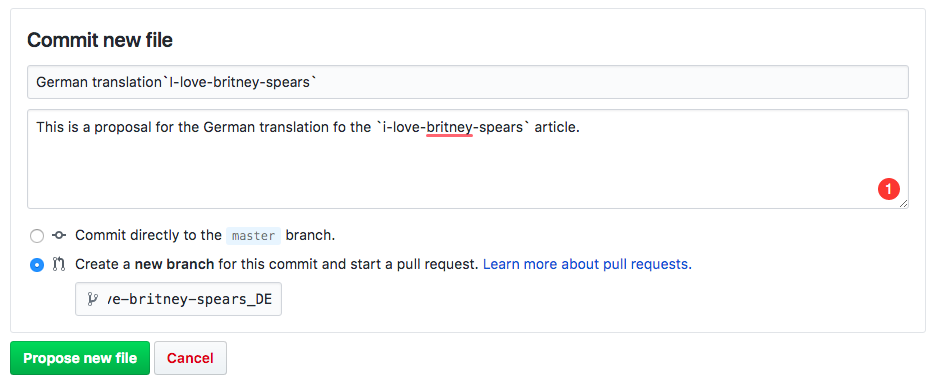 Commit new file
German translation`I-love-britney-spears`
This is a proposal for the German translation fo the `i-love-britney-spears` article.
1
Commit directly to the master branch.
Create a new branch for this commit and start a pull request. Learn more about pull requests.
ve-britney-spears_DE
Propose new file Cancel